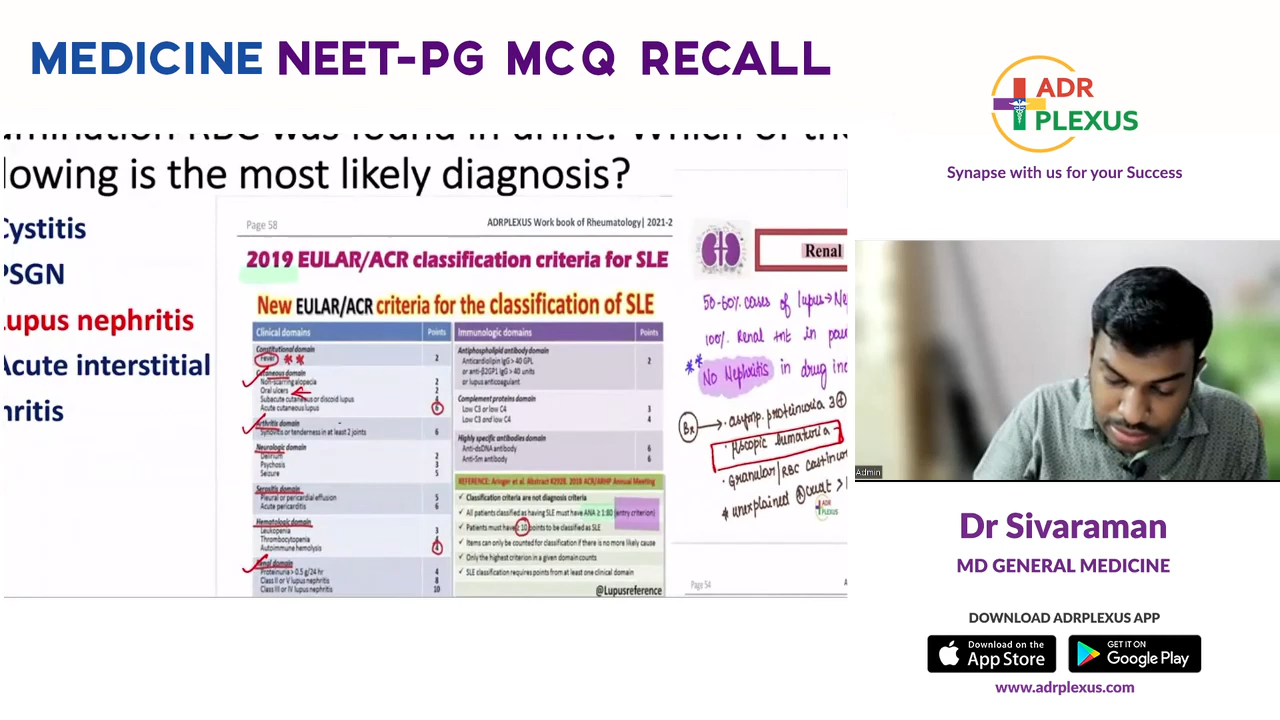 MEDICINE NEET-PG MCQ RECALL
ADR
PLEXUS
Synapse with us for your Success
mination RBC was found in urine. Which of the
lowing is the most likely diagnosis?
Cystitis
PSGN
Lupus nephritis
Acute interstitial
hritis
Page 58
ADRPLEXUS Work book of Rheumatology| 2021-2
2019 EULAR/ACR classification criteria for SLE
New EULAR/ACR criteria for the classification of SLE
Clinical domains Points
Constitutional domain
Fever 2
Cutaneous domain
Non-scarring alopecia 2
Oral ulcers 2
Subacute cutaneous or discoid lupus 4
Acute cutaneous lupus 6
Arthritis domain
Synovitis or tenderness in at least 2 joints 6
Neurologic domain
Delirium 2
Psychosis 3
Seizure 5
Serositis domain
Pleural or pericardial effusion 5
Acute pericarditis 6
Hematologic domain
Leukopenia 3
Thrombocytopenia 4
Autoimmune hemolysis 4
Renal domain
Proteinuria > 0.5 g/24 hr 4
Class II or V lupus nephritis 8
Class III or IV lupus nephritis 10
Immunologic domains Points
Antiphospholipid antibody domain
Anticardiolipin IgG > 40 GPL 2
or anti-β2GP1 IgG > 40 units
or lupus anticoagulant
Complement proteins domain
Low C3 or low C4 3
Low C3 and low C4 4
Highly specific antibodies domain
Anti-dsDNA antibody 6
Anti-Sm antibody 6
REFERENCE: Aringer et al. Abstract #2928. 2018 ACR/ARHP Annual Meeting
✓ Classification criteria are not diagnosis criteria
✓ All patients classified as having SLE must have ANA ≥ 1:80 (entry criterion)
✓ Patients must have ≥ 10 points to be classified as SLE
✓ Items can only be counted for classification if there is no more likely cause
✓ Only the highest criterion in a given domain counts
✓ SLE classification requires points from at least one clinical domain
@Lupusreference
Renal
50-60% cases of lupus → Ne
100% Renal in
No Nephritis in drug in
Bx → asymp. proteinuria 3+
μscopic hematuria
Granular/RBC cast
unexplained
ADR
PLEXUS
Page 54
Admin
Dr Sivaraman
MD GENERAL MEDICINE
DOWNLOAD ADRPLEXUS APP
Download on the
App Store
GET IT ON
Google Play
www.adrplexus.com